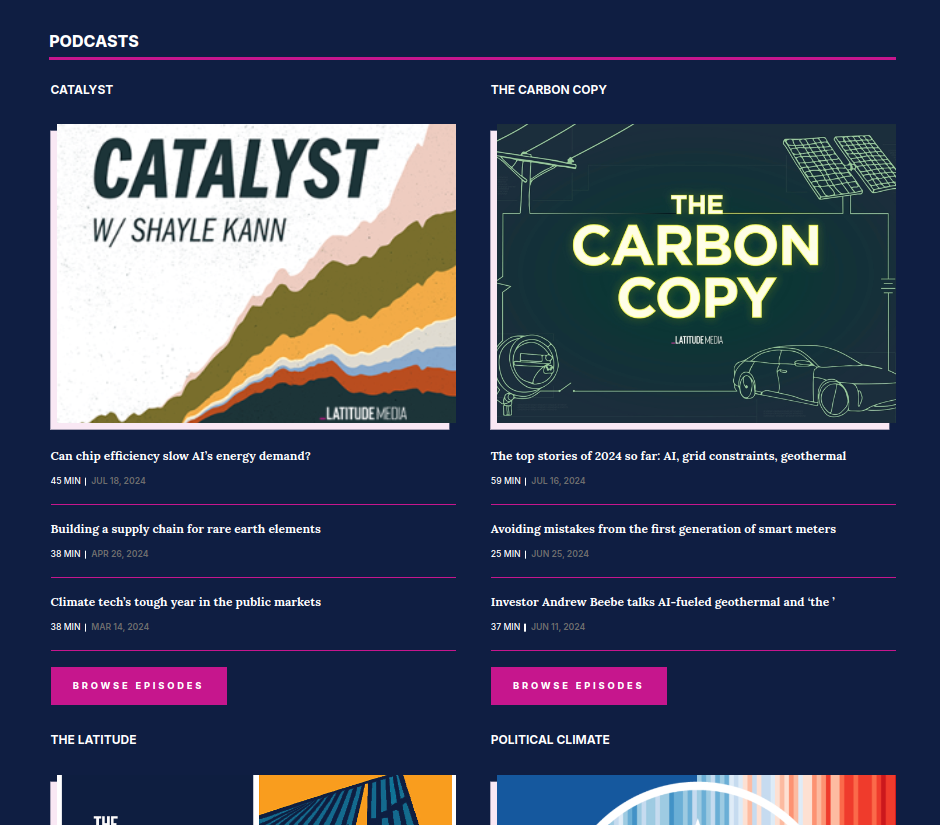 PODCASTS
CATALYST
CATALYST
W/ SHAYLE KANN
LATITUDE MEDIA
Can chip efficiency slow AI’s energy demand?
45 MIN | JUL 18, 2024
Building a supply chain for rare earth elements
38 MIN | APR 26, 2024
Climate tech’s tough year in the public markets
38 MIN | MAR 14, 2024
BROWSE EPISODES
THE CARBON COPY
THE
CARBON
COPY
LATITUDE MEDIA
The top stories of 2024 so far: AI, grid constraints, geothermal
59 MIN | JUL 16, 2024
Avoiding mistakes from the first generation of smart meters
25 MIN | JUN 25, 2024
Investor Andrew Beebe talks AI-fueled geothermal and ‘the ’
37 MIN | JUN 11, 2024
BROWSE EPISODES
THE LATITUDE
THE
POLITICAL CLIMATE